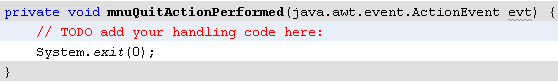 private void mnuQuitActionPerformed(java.awt.event.ActionEvent evt) {
// TODO add your handling code here:
System.exit(0);
}